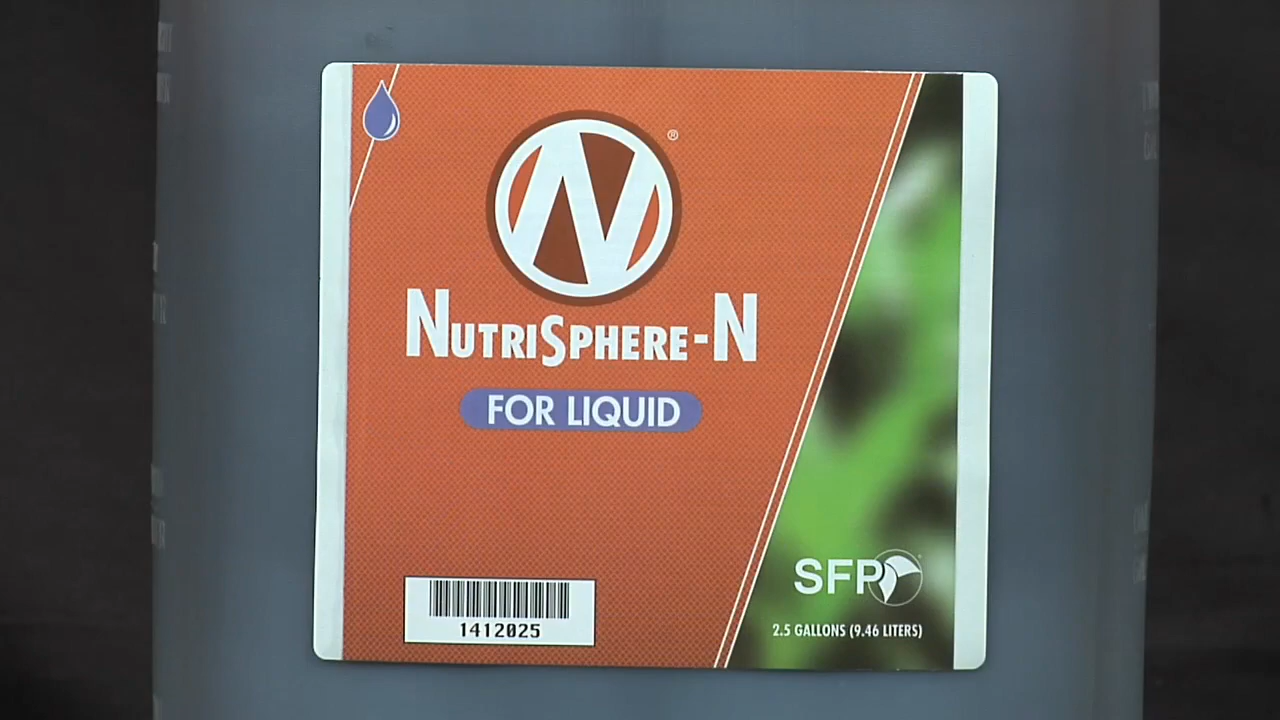 N ®
NUTRISPHERE-N
FOR LIQUID
1412025
SFP
2.5 GALLONS (9.46 LITERS)